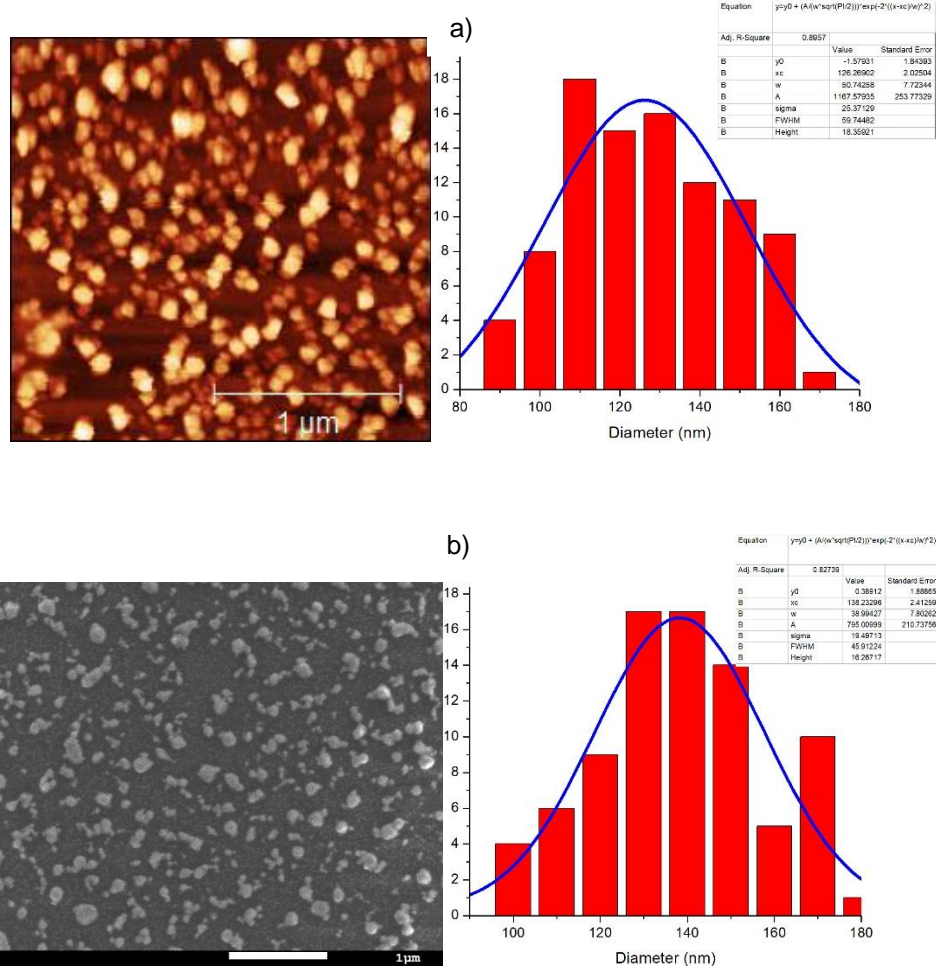 a)
Equation y=y0 + (A/(w*sqrt(PI/2)))*exp(-2*((x-xc)/w)^2)
Adj. R-Square 0.8957
Value Standard Error
B y0 -1.57931 1.84393
B xc 126.26902 2.02504
B w 50.74258 7.72344
B A 1167.57935 253.77329
B sigma 25.37129
B FWHM 59.74482
B Height 18.35921
18
16
14
12
10
8
6
4
2
0
80 100 120 140 160 180
Diameter (nm)
1 µm
b)
Equation y=y0 + (A/(w*sqrt(PI/2)))*exp(-2*((x-xc)/w)^2)
Adj. R-Square 0.82739
Value Standard Error
B y0 0.38912 1.88865
B xc 138.23296 2.41259
B w 38.99427 7.80262
B A 795.00999 210.73756
B sigma 19.49713
B FWHM 45.91224
B Height 16.26717
18
16
14
12
10
8
6
4
2
0
100 120 140 160 180
Diameter (nm)
1µm